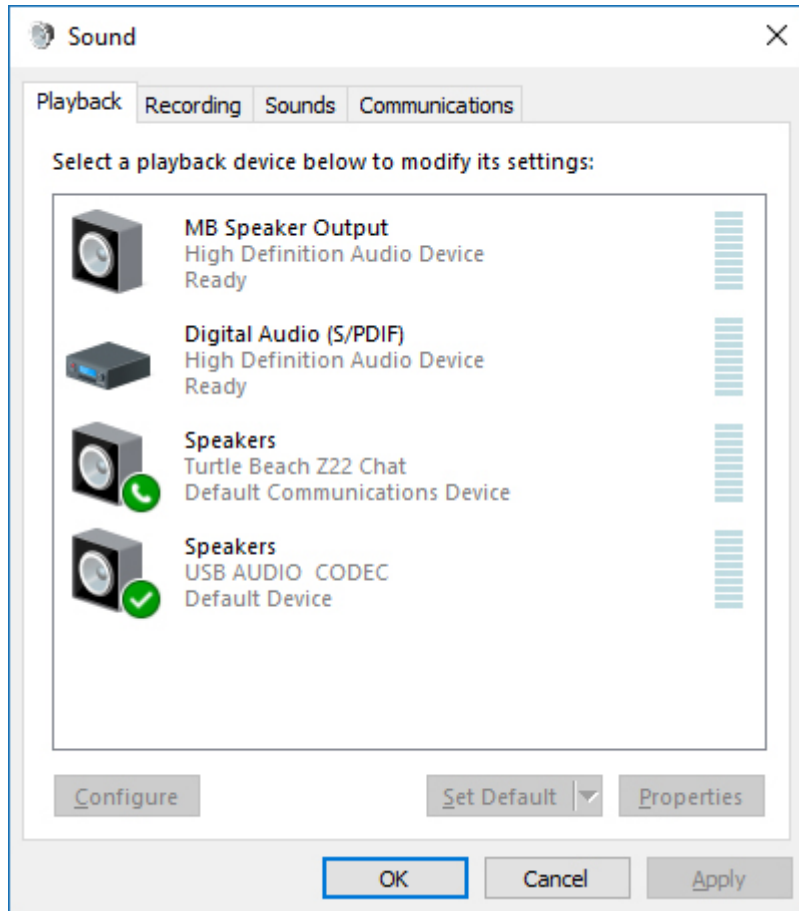 Sound
Playback Recording Sounds Communications
Select a playback device below to modify its settings:
MB Speaker Output
High Definition Audio Device
Ready
Digital Audio (S/PDIF)
High Definition Audio Device
Ready
Speakers
Turtle Beach Z22 Chat
Default Communications Device
Speakers
USB AUDIO  CODEC
Default Device
Configure Set Default Properties
OK Cancel Apply